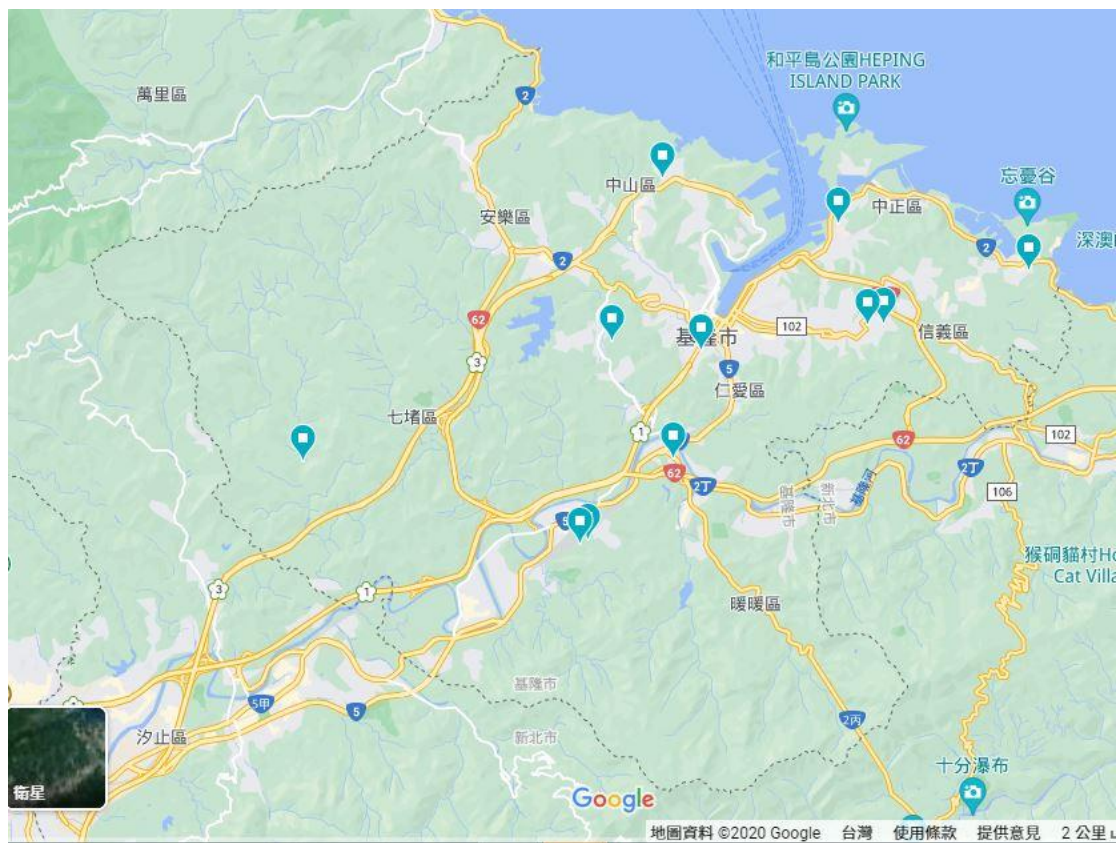 和平島公園HEPING
ISLAND PARK
萬里區
2
中山區
忘憂谷
安樂區
中正區
2
2
深澳
62
102
基隆市
信義區
3
5
仁愛區
七堵區
1
62
102
62
2丁
2丁
基隆河
106
基隆市
新北市
5
猴硐貓村Ho
Cat Villa
3
1
暖暖區
基隆市
5甲
5
2丙
汐止區
新北市
十分瀑布
衛星
Google
地圖資料 ©2020 Google 台灣 使用條款 提供意見 2 公里